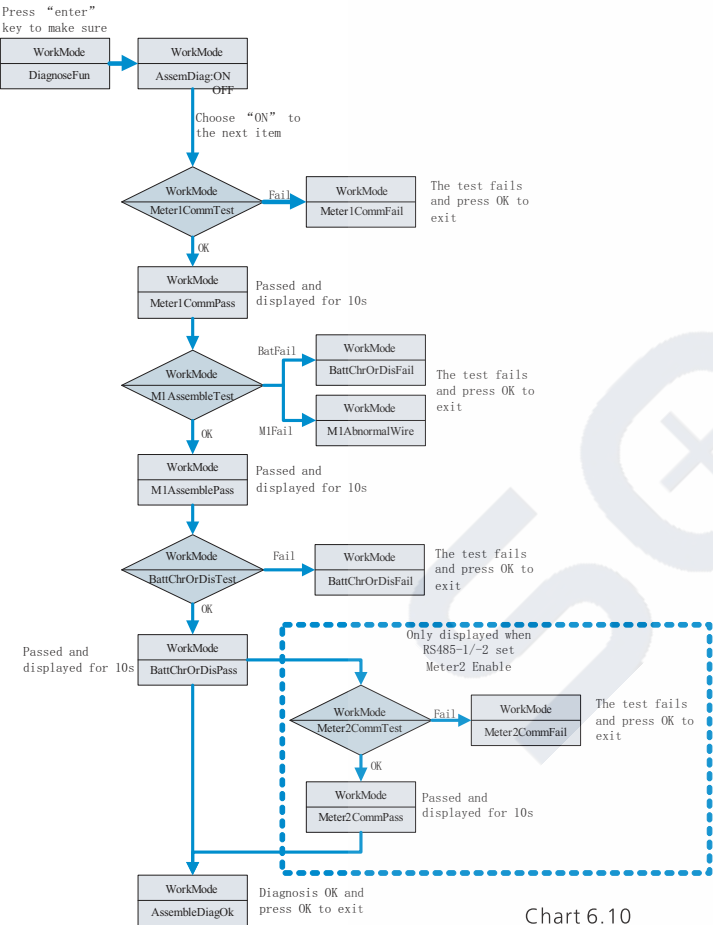 Press “enter”
key to make sure
WorkMode
DiagnoseFun
WorkMode
AssemDiag:ON
OFF
Choose “ON” to
the next item
WorkMode
Meter1CommTest
Fail
WorkMode
Meter1CommFail
The test fails
and press OK to
exit
OK
WorkMode
Meter1CommPass
Passed and
displayed for 10s
WorkMode
M1AssembleTest
BatFail
WorkMode
BattChrOrDisFail
M1Fail
WorkMode
M1AbnormalWire
The test fails
and press OK to
exit
OK
WorkMode
M1AssemblePass
Passed and
displayed for 10s
WorkMode
BattChrOrDisTest
Fail
WorkMode
BattChrOrDisFail
The test fails
and press OK to
exit
OK
Passed and
displayed for 10s
WorkMode
BattChrOrDisPass
Only displayed when
RS485-1/-2 set
Meter2 Enable
WorkMode
Meter2CommTest
Fail
WorkMode
Meter2CommFail
The test fails
and press OK to
exit
OK
WorkMode
Meter2CommPass
Passed and
displayed for 10s
WorkMode
AssembleDiagOk
Diagnosis OK and
press OK to exit
Chart 6.10